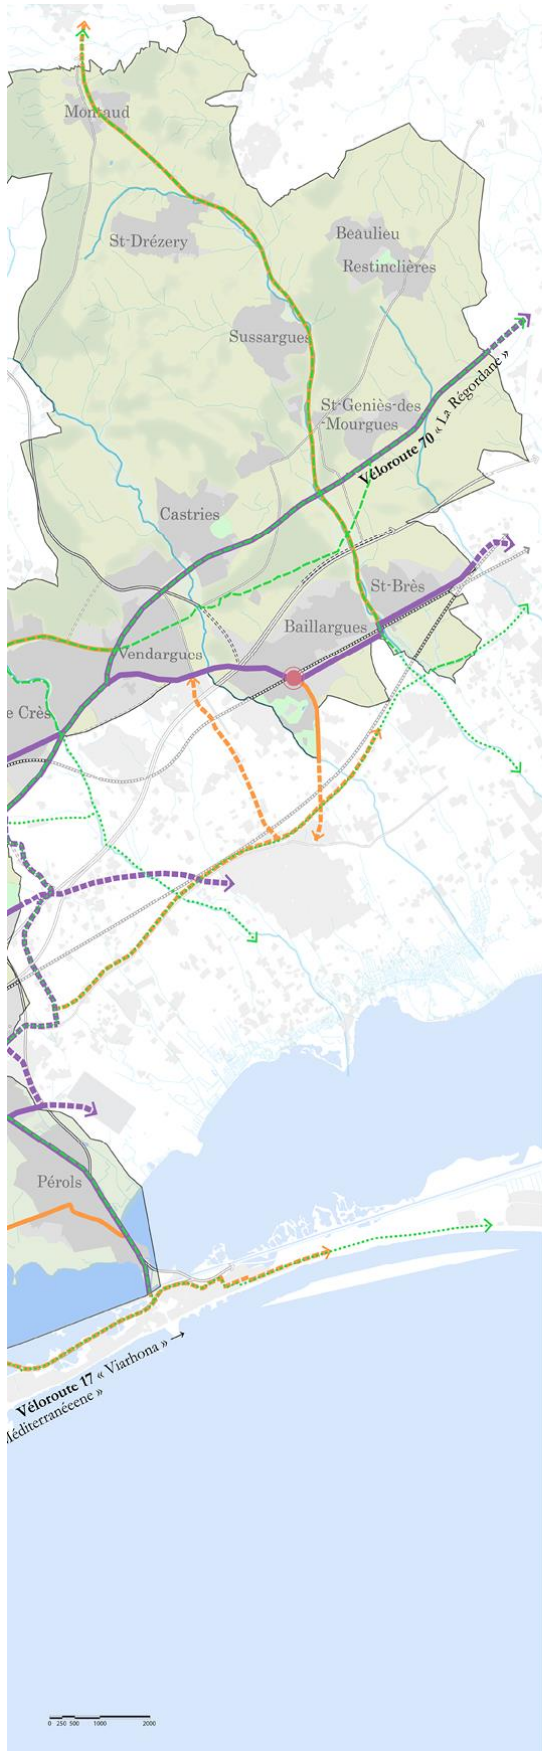 Montaud
St-Drézery
Beaulieu
Restinclières
Sussargues
St-Geniès-des
-Mourgues
Véloroute 70 « La Régordane »
Castries
St-Brès
Baillargues
Vendargues
e Crès
Pérols
Véloroute 17 « Viarhona » →
Méditerranéene »
0 250 500 1000 2000